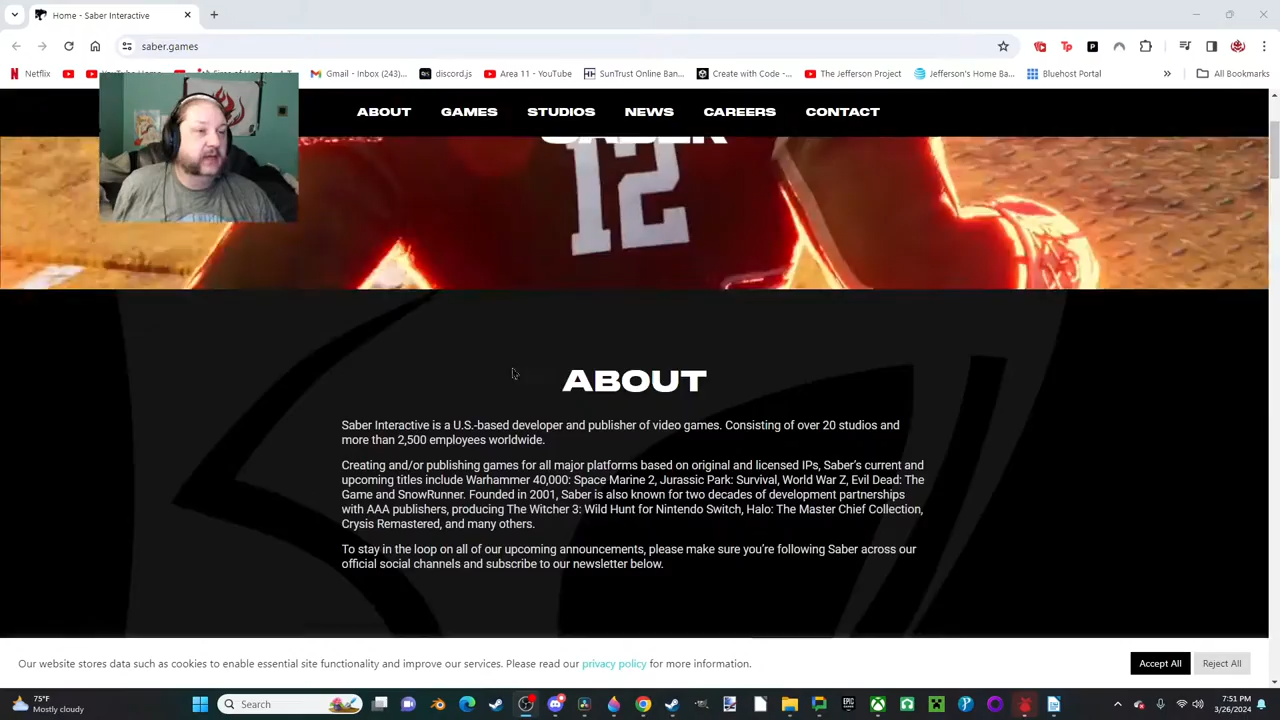 Home - Saber Interactive
saber.games
Netflix
Gmail - Inbox (243)...
discord.js
Area 11 - YouTube
SunTrust Online Ban...
Create with Code -...
The Jefferson Project
Jefferson's Home Ba...
Bluehost Portal
All Bookmarks
ABOUT GAMES STUDIOS NEWS CAREERS CONTACT
SABER
12
ABOUT
Saber Interactive is a U.S.-based developer and publisher of video games. Consisting of over 20 studios and
more than 2,500 employees worldwide.
Creating and/or publishing games for all major platforms based on original and licensed IPs, Saber's current and
upcoming titles include Warhammer 40,000: Space Marine 2, Jurassic Park: Survival, World War Z, Evil Dead: The
Game and SnowRunner. Founded in 2001, Saber is also known for two decades of development partnerships
with AAA publishers, producing The Witcher 3: Wild Hunt for Nintendo Switch, Halo: The Master Chief Collection,
Crysis Remastered, and many others.
To stay in the loop on all of our upcoming announcements, please make sure you're following Saber across our
official social channels and subscribe to our newsletter below.
Our website stores data such as cookies to enable essential site functionality and improve our services. Please read our privacy policy for more information.
Accept All
Reject All
75°F
Mostly cloudy
Search
7:51 PM
3/26/2024